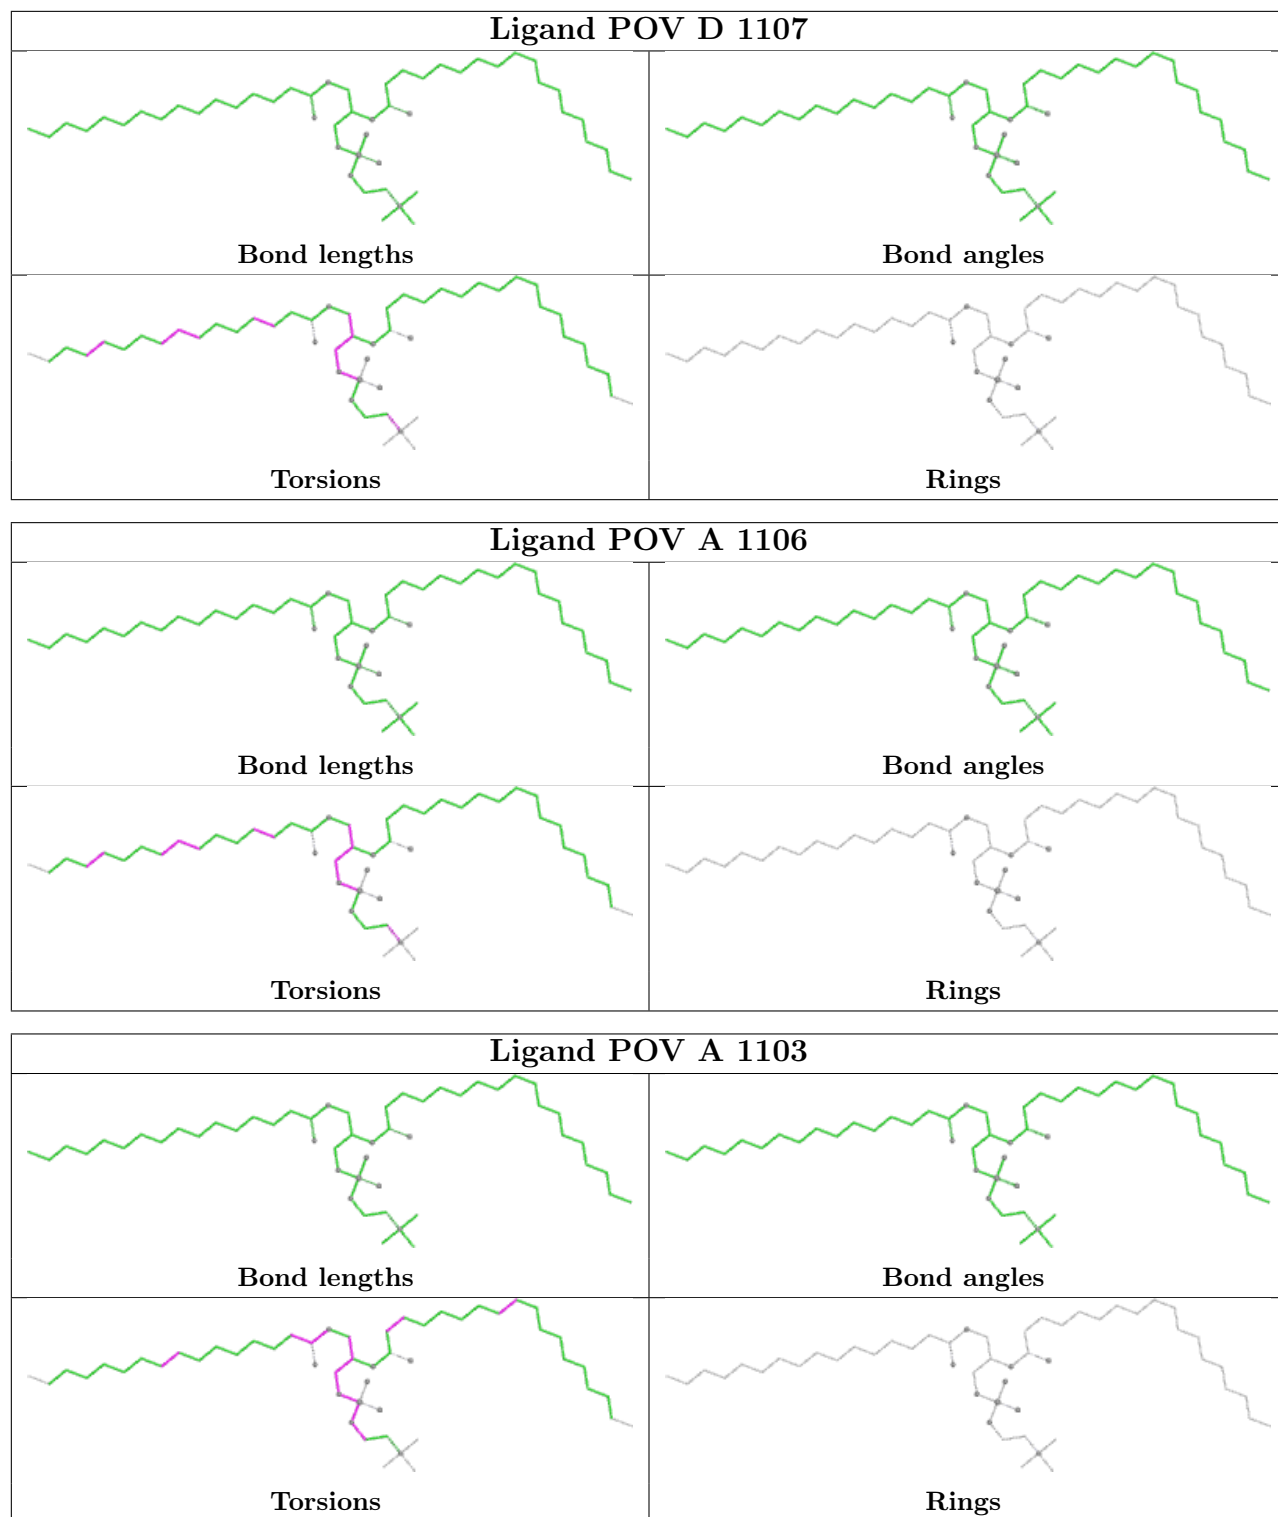 Ligand POV D 1107
Bond lengths
Bond angles
Torsions
Rings
Ligand POV A 1106
Bond lengths
Bond angles
Torsions
Rings
Ligand POV A 1103
Bond lengths
Bond angles
Torsions
Rings